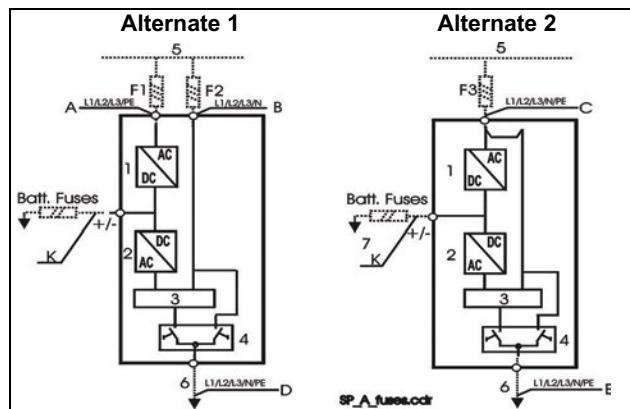 Alternate 1
Alternate 2
5
5
F1
F2
F3
A
L1/L2/L3/PE
L1/L2/L3/N
B
L1/L2/L3/N/PE
C
1
AC
DC
1
AC
DC
Batt. Fuses
+/-
K
Batt. Fuses
+/-
7
K
2
DC
AC
2
DC
AC
3
3
4
4
6
L1/L2/L3/N/PE
D
SP_A_fuses.cdr
6
L1/L2/L3/N/PE
E